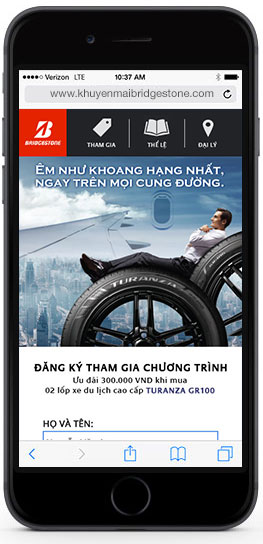 Verizon LTE 10:37 AM
www.khuyenmaibridgestone.com
BRIDGESTONE
THAM GIA
THỂ LỆ
ĐẠI LÝ
ÊM NHƯ KHOANG HẠNG NHẤT,
NGAY TRÊN MỌI CUNG ĐƯỜNG.
TURANZA
ĐĂNG KÝ THAM GIA CHƯƠNG TRÌNH
Ưu đãi 300.000 VND khi mua
02 lốp xe du lịch cao cấp TURANZA GR100
HỌ VÀ TÊN: